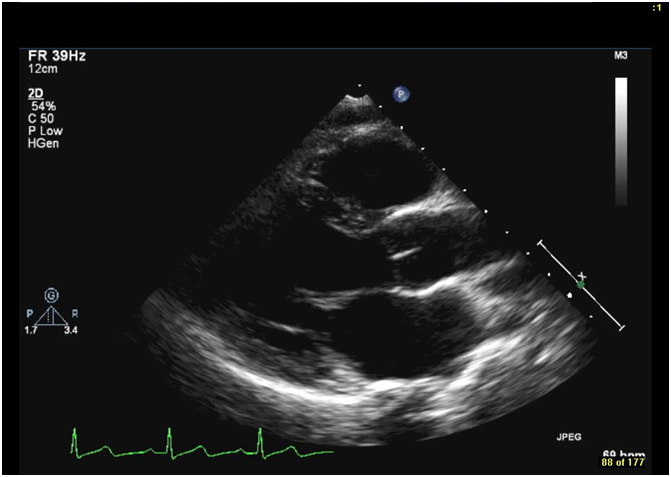 :1
FR 39Hz
12cm
M3
2D
54%
C 50
P Low
HGen
P
G
P R
1.7 3.4
JPEG
69 bpm
88 of 177